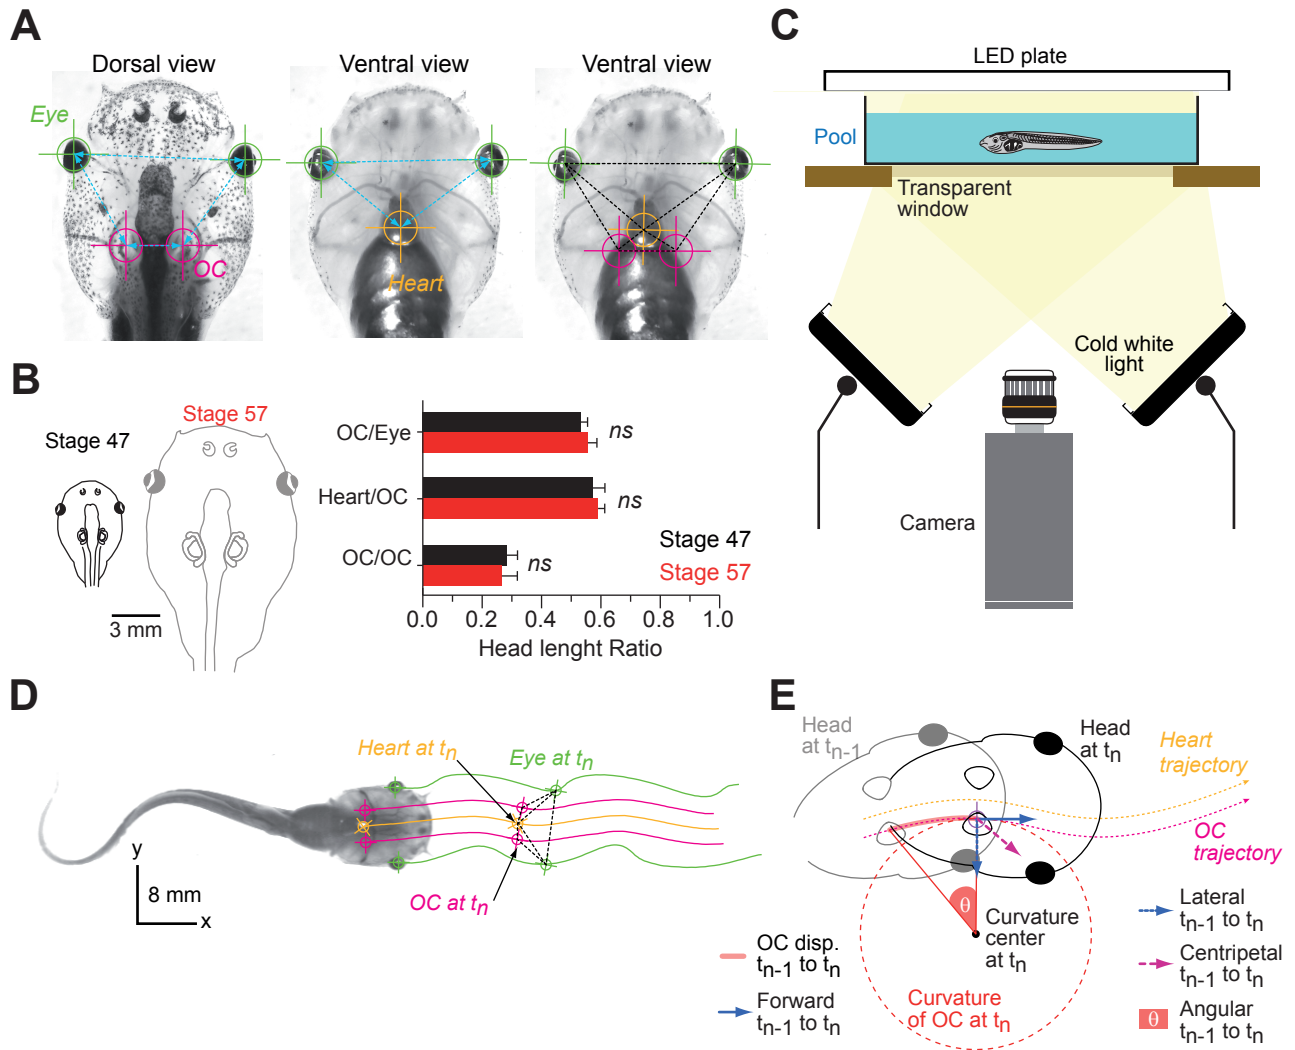 A
Dorsal view
Ventral view
Ventral view
Eye
OC
Heart
B
Stage 47
Stage 57
3 mm
OC/Eye
Heart/OC
OC/OC
ns
ns
ns
Stage 47
Stage 57
0.0 0.2 0.4 0.6 0.8 1.0
Head lenght Ratio
C
LED plate
Pool
Transparent
window
Cold white
light
Camera
D
Heart at tn
Eye at tn
OC at tn
y
8 mm
x
E
Head
at tn-1
Head
at tn
Heart
trajectory
OC
trajectory
θ
Curvature
center
at tn
Curvature
of OC at tn
OC disp.
tn-1 to tn
Forward
tn-1 to tn
Lateral
tn-1 to tn
Centripetal
tn-1 to tn
θ
Angular
tn-1 to tn